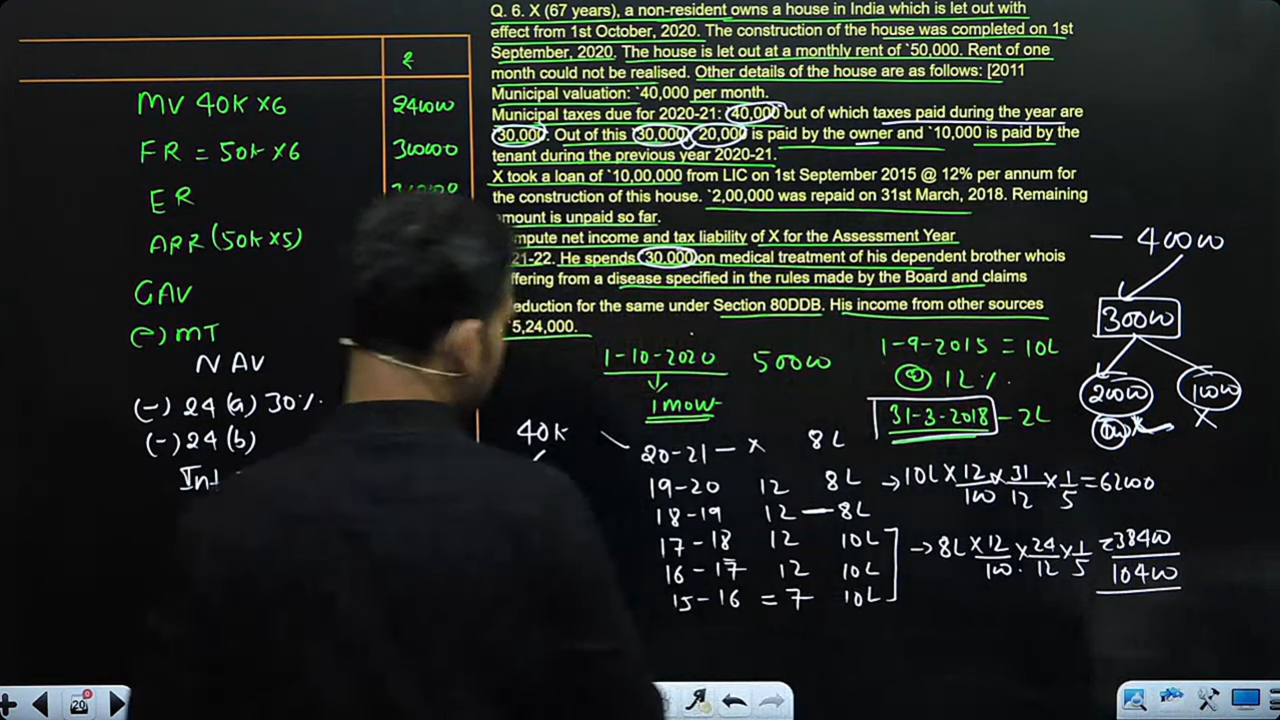 Q. 6. X (67 years), a non-resident owns a house in India which is let out with
effect from 1st October, 2020. The construction of the house was completed on 1st
September, 2020. The house is let out at a monthly rent of `50,000. Rent of one
month could not be realised. Other details of the house are as follows: [2011
Municipal valuation: `40,000 per month.
Municipal taxes due for 2020-21: 40,000 out of which taxes paid during the year are
30,000. Out of this 30,000, 20,000 is paid by the owner and `10,000 is paid by the
tenant during the previous year 2020-21.
X took a loan of `10,00,000 from LIC on 1st September 2015 @ 12% per annum for
the construction of this house. `2,00,000 was repaid on 31st March, 2018. Remaining
mount is unpaid so far.
mpute net income and tax liability of X for the Assessment Year
21-22. He spends 30,000 on medical treatment of his dependent brother whois
ffering from a disease specified in the rules made by the Board and claims
eduction for the same under Section 80DDB. His income from other sources
`5,24,000.
₹
MV 40K×6 240000
FR = 50K×6 300000
ER
ARR (50K×5)
GAV
(-) MT
NAV
(-) 24 (a) 30%
(-) 24 (b)
Int
1-10-2020 50000
1 month
40K
20-21 — × 8L
19-20 12 8L
18-19 12 — 8L
17-18 12 10L
16-17 12 10L
15-16 = 7 10L
1-9-2015 = 10L
@ 12%
31-3-2018 - 2L
→ 10L × 12/100 × 31/12 × 1/5 = 62000
→ 8L × 12/100 × 24/12 × 1/5 = 38400
100400
— 40000
30000
20000 10000
×
20
0